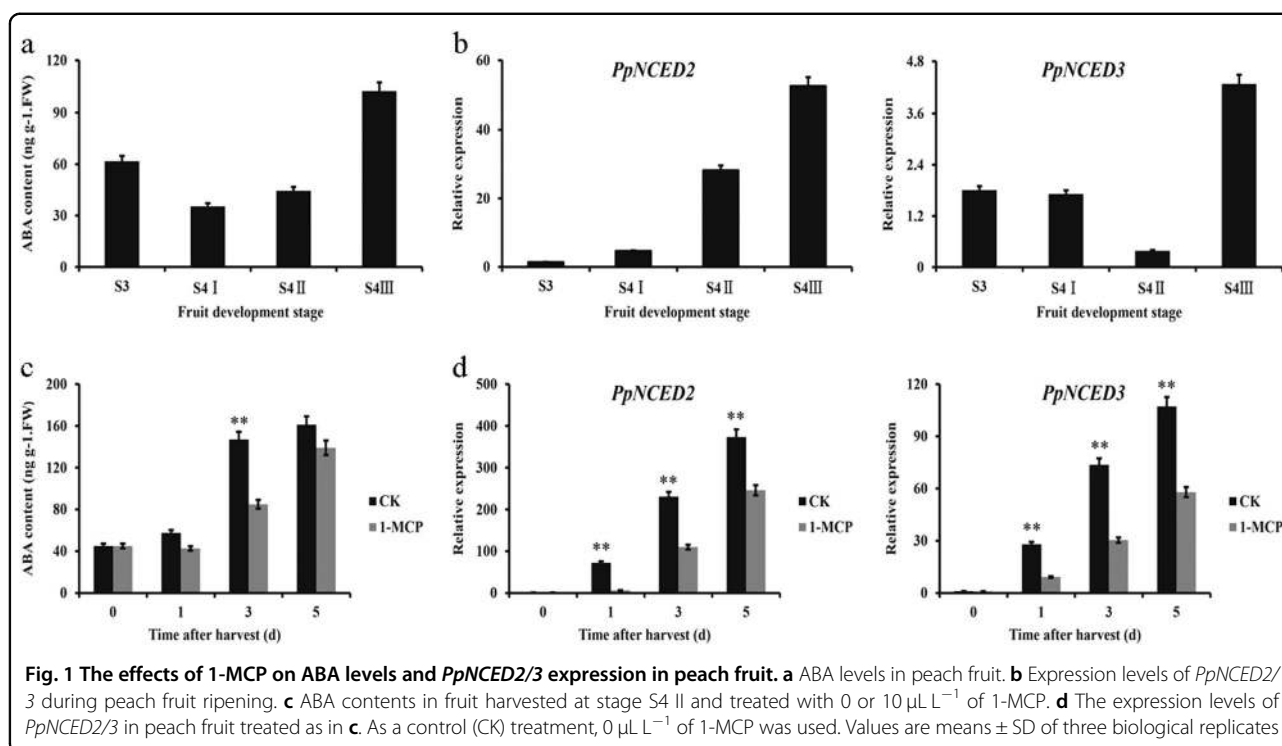 a
120
90
60
30
0
ABA content (ng g-1.FW)
S3 S4 Ⅰ S4 Ⅱ S4Ⅲ
Fruit development stage
b
PpNCED2
60
40
20
0
Relative expression
S3 S4 Ⅰ S4 Ⅱ S4Ⅲ
Fruit development stage
PpNCED3
4.8
3.6
2.4
1.2
0
Relative expression
S3 S4 Ⅰ S4 Ⅱ S4Ⅲ
Fruit development stage
c
200
160
120
80
40
0
ABA content (ng g-1.FW)
**
CK
1-MCP
0 1 3 5
Time after harvest (d)
d
PpNCED2
500
400
300
200
100
0
Relative expression
** ** **
CK
1-MCP
0 1 3 5
Time after harvest (d)
PpNCED3
120
90
60
30
0
Relative expression
** ** **
CK
1-MCP
0 1 3 5
Time after harvest (d)
Fig. 1 The effects of 1-MCP on ABA levels and PpNCED2/3 expression in peach fruit. a ABA levels in peach fruit. b Expression levels of PpNCED2/
3 during peach fruit ripening. c ABA contents in fruit harvested at stage S4 II and treated with 0 or 10 μL L⁻¹ of 1-MCP. d The expression levels of
PpNCED2/3 in peach fruit treated as in c. As a control (CK) treatment, 0 μL L⁻¹ of 1-MCP was used. Values are means ± SD of three biological replicates